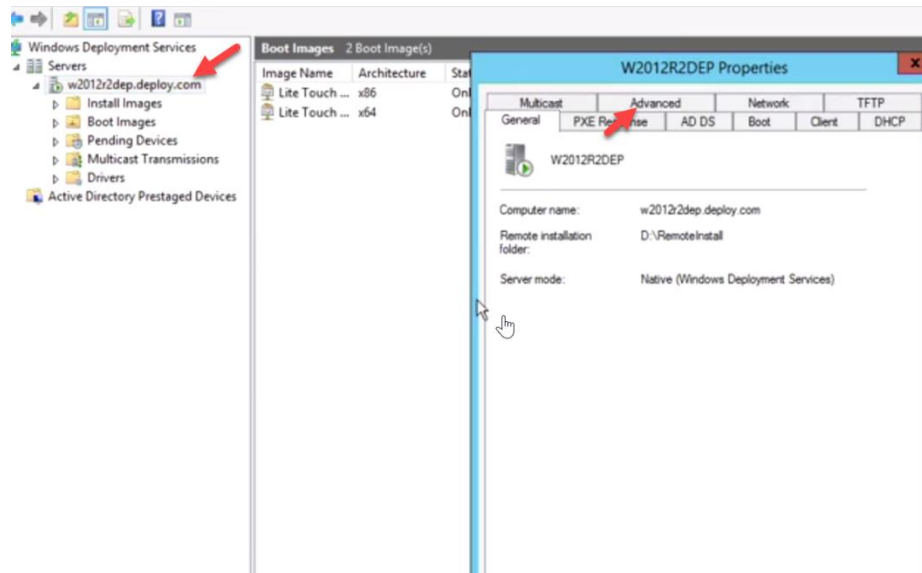 Windows Deployment Services
Servers
w2012r2dep.deploy.com
Install Images
Boot Images
Pending Devices
Multicast Transmissions
Drivers
Active Directory Prestaged Devices
Boot Images 2 Boot Image(s)
Image Name Architecture
Lite Touch ... x86
Lite Touch ... x64
W2012R2DEP Properties
Multicast Advanced Network TFTP
General PXE Response AD DS Boot Client DHCP
W2012R2DEP
Computer name: w2012r2dep.deploy.com
Remote installation D:\RemoteInstall
folder:
Server mode: Native (Windows Deployment Services)